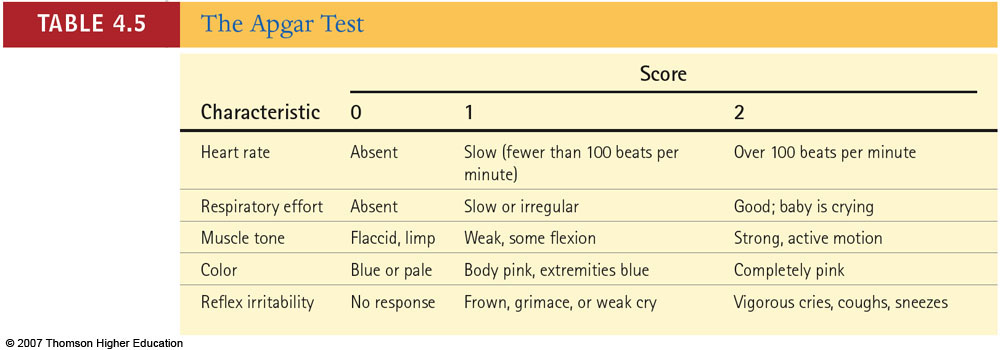 TABLE 4.5 The Apgar Test
Score
Characteristic 0 1 2
Heart rate Absent Slow (fewer than 100 beats per Over 100 beats per minute
minute)
Respiratory effort Absent Slow or irregular Good; baby is crying
Muscle tone Flaccid, limp Weak, some flexion Strong, active motion
Color Blue or pale Body pink, extremities blue Completely pink
Reflex irritability No response Frown, grimace, or weak cry Vigorous cries, coughs, sneezes
© 2007 Thomson Higher Education